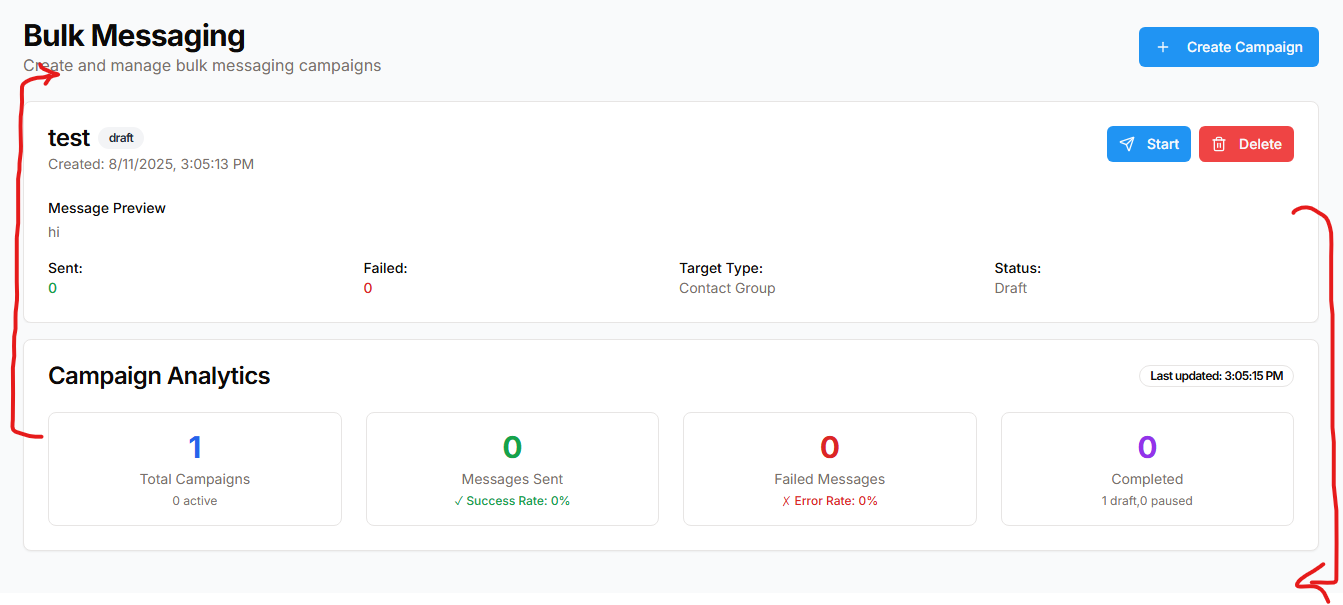 Bulk Messaging
Create and manage bulk messaging campaigns
+ Create Campaign
test draft
Created: 8/11/2025, 3:05:13 PM
Start
Delete
Message Preview
hi
Sent: Failed: Target Type: Status:
0 0 Contact Group Draft
Campaign Analytics
Last updated: 3:05:15 PM
1 0 0 0
Total Campaigns Messages Sent Failed Messages Completed
0 active ✓ Success Rate: 0% ✗ Error Rate: 0% 1 draft,0 paused